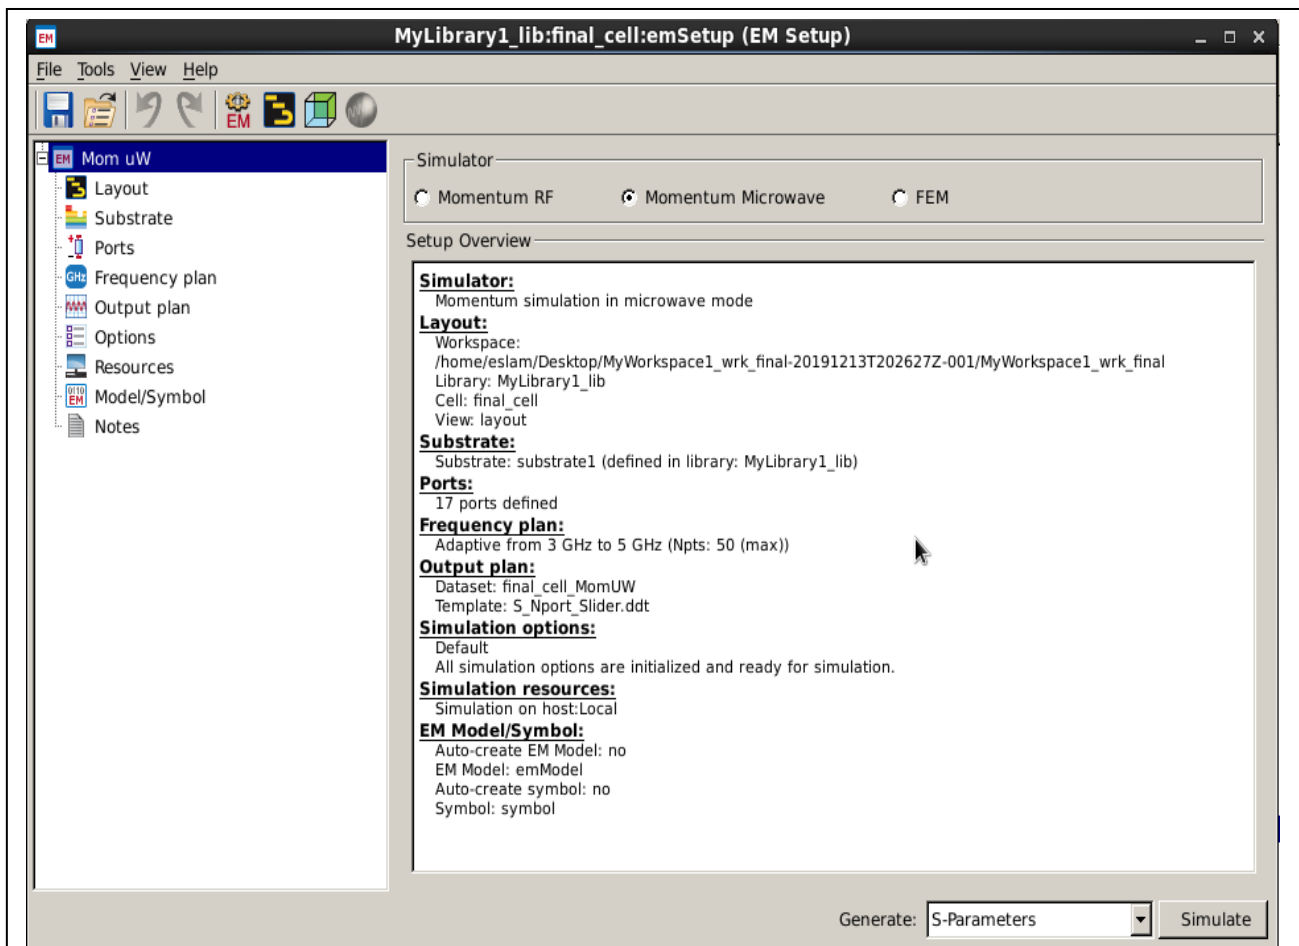 EM
MyLibrary1_lib:final_cell:emSetup (EM Setup)
File Tools View Help
EM
EM Mom uW
Layout
Substrate
Ports
GHz Frequency plan
Output plan
Options
Resources
0110 EM Model/Symbol
Notes
Simulator
Momentum RF Momentum Microwave FEM
Setup Overview
Simulator:
Momentum simulation in microwave mode
Layout:
Workspace:
/home/eslam/Desktop/MyWorkspace1_wrk_final-20191213T202627Z-001/MyWorkspace1_wrk_final
Library: MyLibrary1_lib
Cell: final_cell
View: layout
Substrate:
Substrate: substrate1 (defined in library: MyLibrary1_lib)
Ports:
17 ports defined
Frequency plan:
Adaptive from 3 GHz to 5 GHz (Npts: 50 (max))
Output plan:
Dataset: final_cell_MomUW
Template: S_Nport_Slider.ddt
Simulation options:
Default
All simulation options are initialized and ready for simulation.
Simulation resources:
Simulation on host:Local
EM Model/Symbol:
Auto-create EM Model: no
EM Model: emModel
Auto-create symbol: no
Symbol: symbol
Generate: S-Parameters Simulate